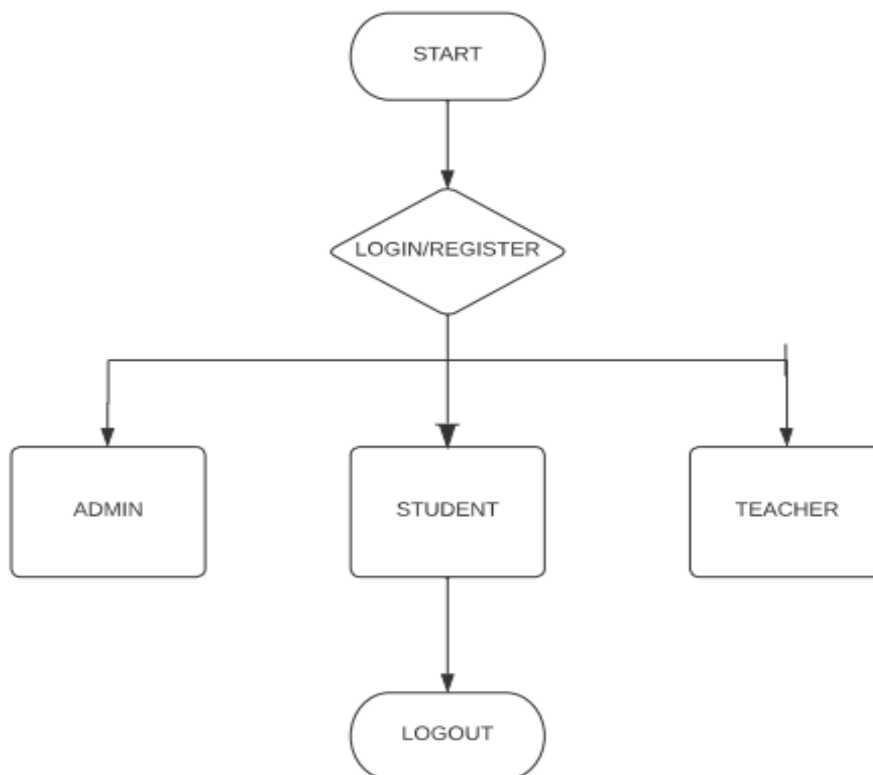 START
LOGIN/REGISTER
ADMIN
STUDENT
TEACHER
LOGOUT